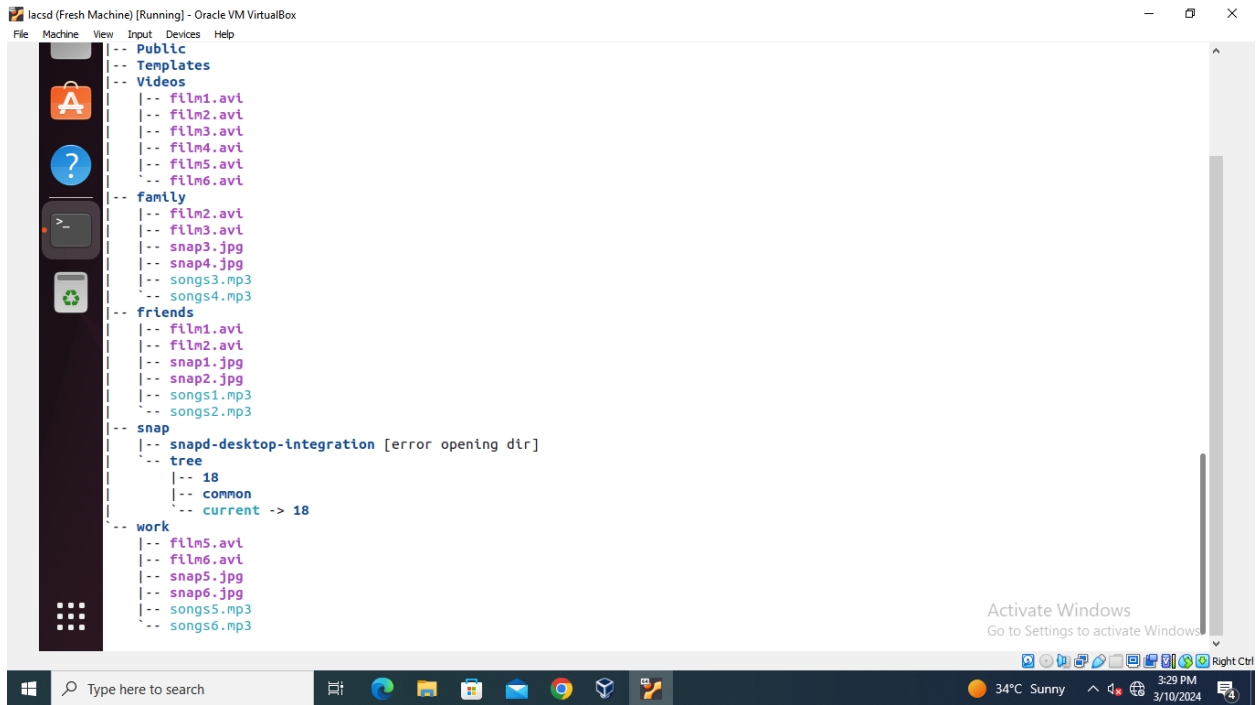 lacsd (Fresh Machine) [Running] - Oracle VM VirtualBox
File Machine View Input Devices Help
|-- Public
|-- Templates
|-- Videos
|   |-- film1.avi
|   |-- film2.avi
|   |-- film3.avi
|   |-- film4.avi
|   |-- film5.avi
|   `-- film6.avi
|-- family
|   |-- film2.avi
|   |-- film3.avi
|   |-- snap3.jpg
|   |-- snap4.jpg
|   |-- songs3.mp3
|   `-- songs4.mp3
|-- friends
|   |-- film1.avi
|   |-- film2.avi
|   |-- snap1.jpg
|   |-- snap2.jpg
|   |-- songs1.mp3
|   `-- songs2.mp3
|-- snap
|   |-- snapd-desktop-integration [error opening dir]
|   `-- tree
|       |-- 18
|       |-- common
|       `-- current -> 18
`-- work
    |-- film5.avi
    |-- film6.avi
    |-- snap5.jpg
    |-- snap6.jpg
    |-- songs5.mp3
    `-- songs6.mp3
Activate Windows
Go to Settings to activate Windows.
Right Ctrl
Type here to search
34°C Sunny
3:29 PM
3/10/2024
4